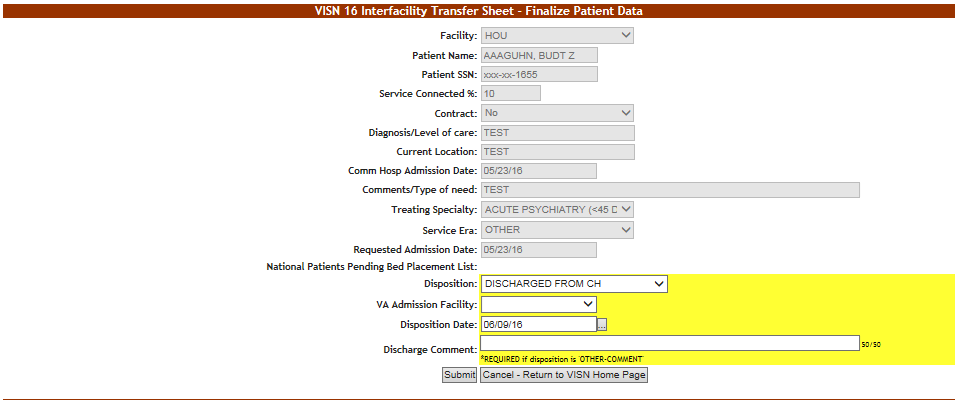 VISN 16 Interfacility Transfer Sheet - Finalize Patient Data
Facility: HOU
Patient Name: AAAGUHN, BUDT Z
Patient SSN: xxx-xx-1655
Service Connected %: 10
Contract: No
Diagnosis/Level of care: TEST
Current Location: TEST
Comm Hosp Admission Date: 05/23/16
Comments/Type of need: TEST
Treating Specialty: ACUTE PSYCHIATRY (<45 D
Service Era: OTHER
Requested Admission Date: 05/23/16
National Patients Pending Bed Placement List:
Disposition: DISCHARGED FROM CH
VA Admission Facility:
Disposition Date: 06/09/16 ...
Discharge Comment: 50/50
*REQUIRED if disposition is 'OTHER-COMMENT'
Submit Cancel - Return to VISN Home Page